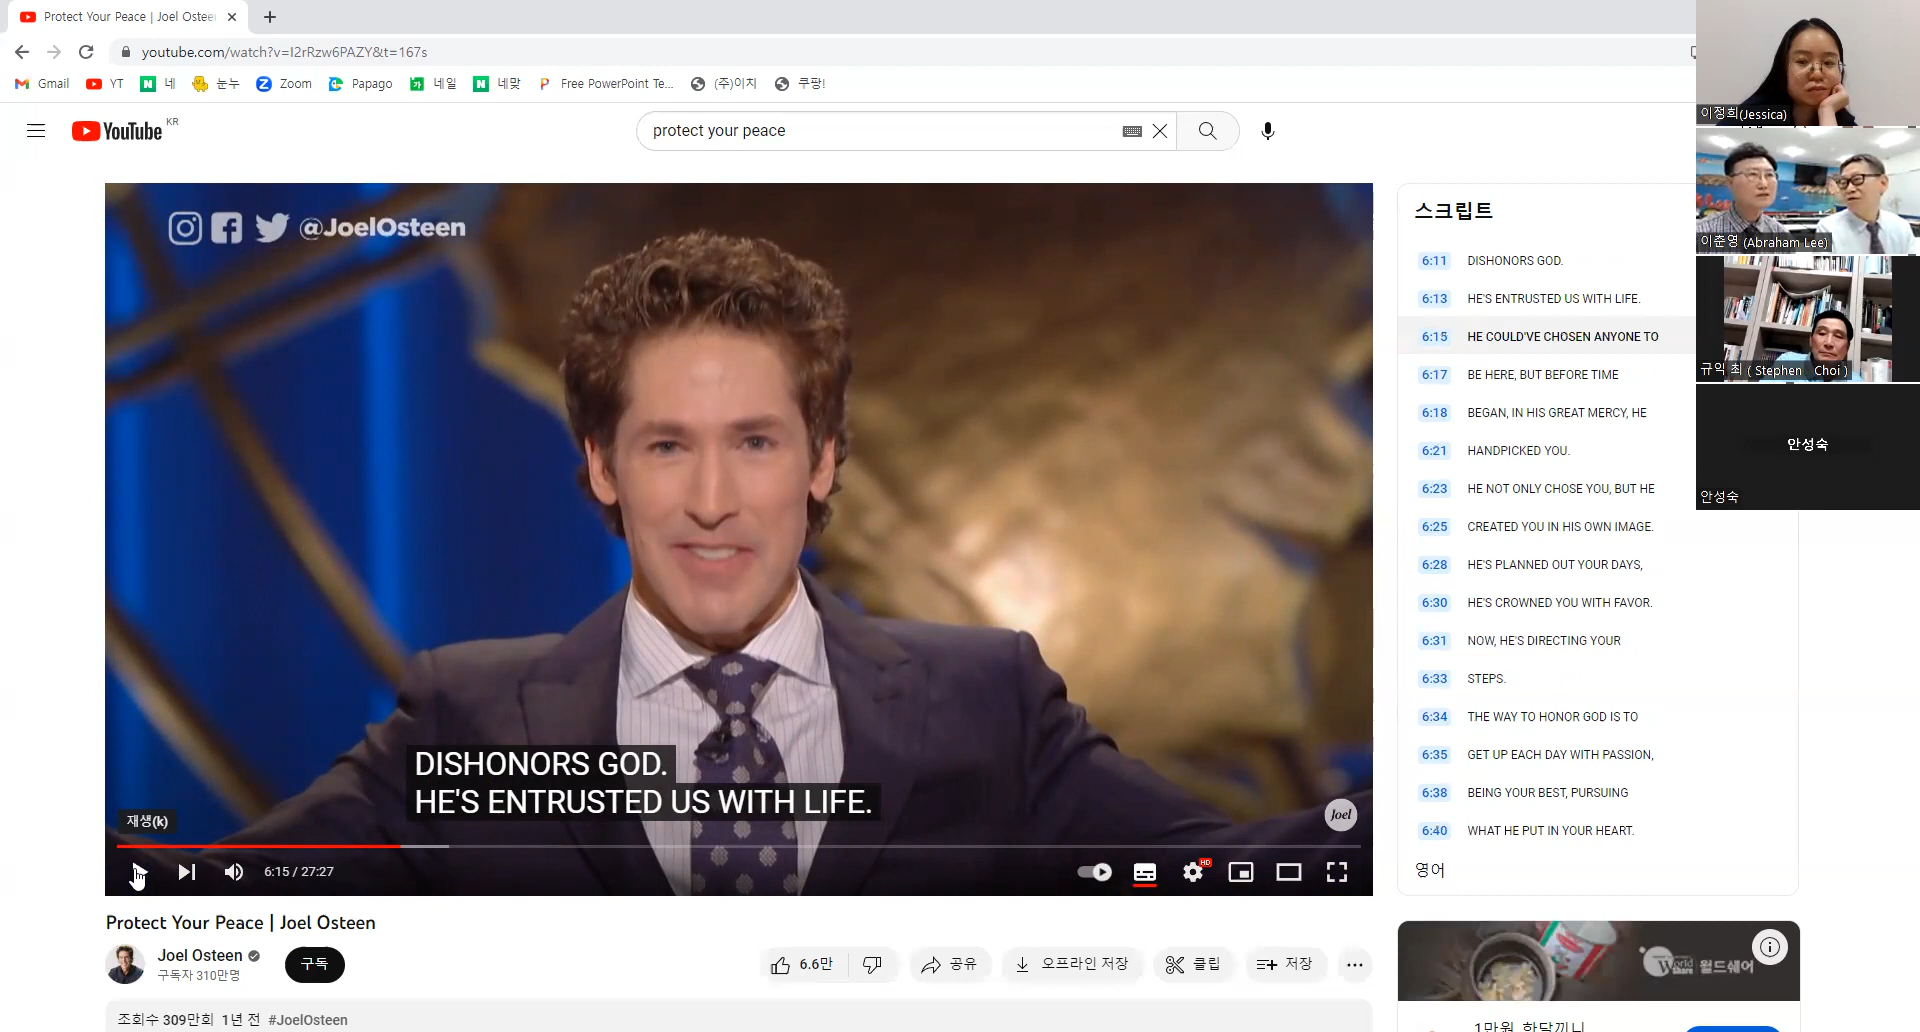 Protect Your Peace | Joel Ostee
youtube.com/watch?v=I2rRzw6PAZY&t=167s
Gmail YT 네 눈누 Zoom Papago 네일 네맞 Free PowerPoint Te... (주)이치 쿠팡!
YouTube KR
protect your peace
@JoelOsteen
DISHONORS GOD.
HE'S ENTRUSTED US WITH LIFE.
Joel
재생(k)
6:15 / 27:27
HD
Protect Your Peace | Joel Osteen
Joel Osteen
구독자 310만명
구독
6.6만
공유
오프라인 저장
클립
저장
조회수 309만회 1년 전 #JoelOsteen
스크립트
6:11 DISHONORS GOD.
6:13 HE'S ENTRUSTED US WITH LIFE.
6:15 HE COULD'VE CHOSEN ANYONE TO
6:17 BE HERE, BUT BEFORE TIME
6:18 BEGAN, IN HIS GREAT MERCY, HE
6:21 HANDPICKED YOU.
6:23 HE NOT ONLY CHOSE YOU, BUT HE
6:25 CREATED YOU IN HIS OWN IMAGE.
6:28 HE'S PLANNED OUT YOUR DAYS,
6:30 HE'S CROWNED YOU WITH FAVOR.
6:31 NOW, HE'S DIRECTING YOUR
6:33 STEPS.
6:34 THE WAY TO HONOR GOD IS TO
6:35 GET UP EACH DAY WITH PASSION,
6:38 BEING YOUR BEST, PURSUING
6:40 WHAT HE PUT IN YOUR HEART.
영어
World Share 월드쉐어
1만원, 한달끼니
이정희(Jessica)
이춘영 (Abraham Lee)
규익 최 ( Stephen Choi )
안성숙
안성숙